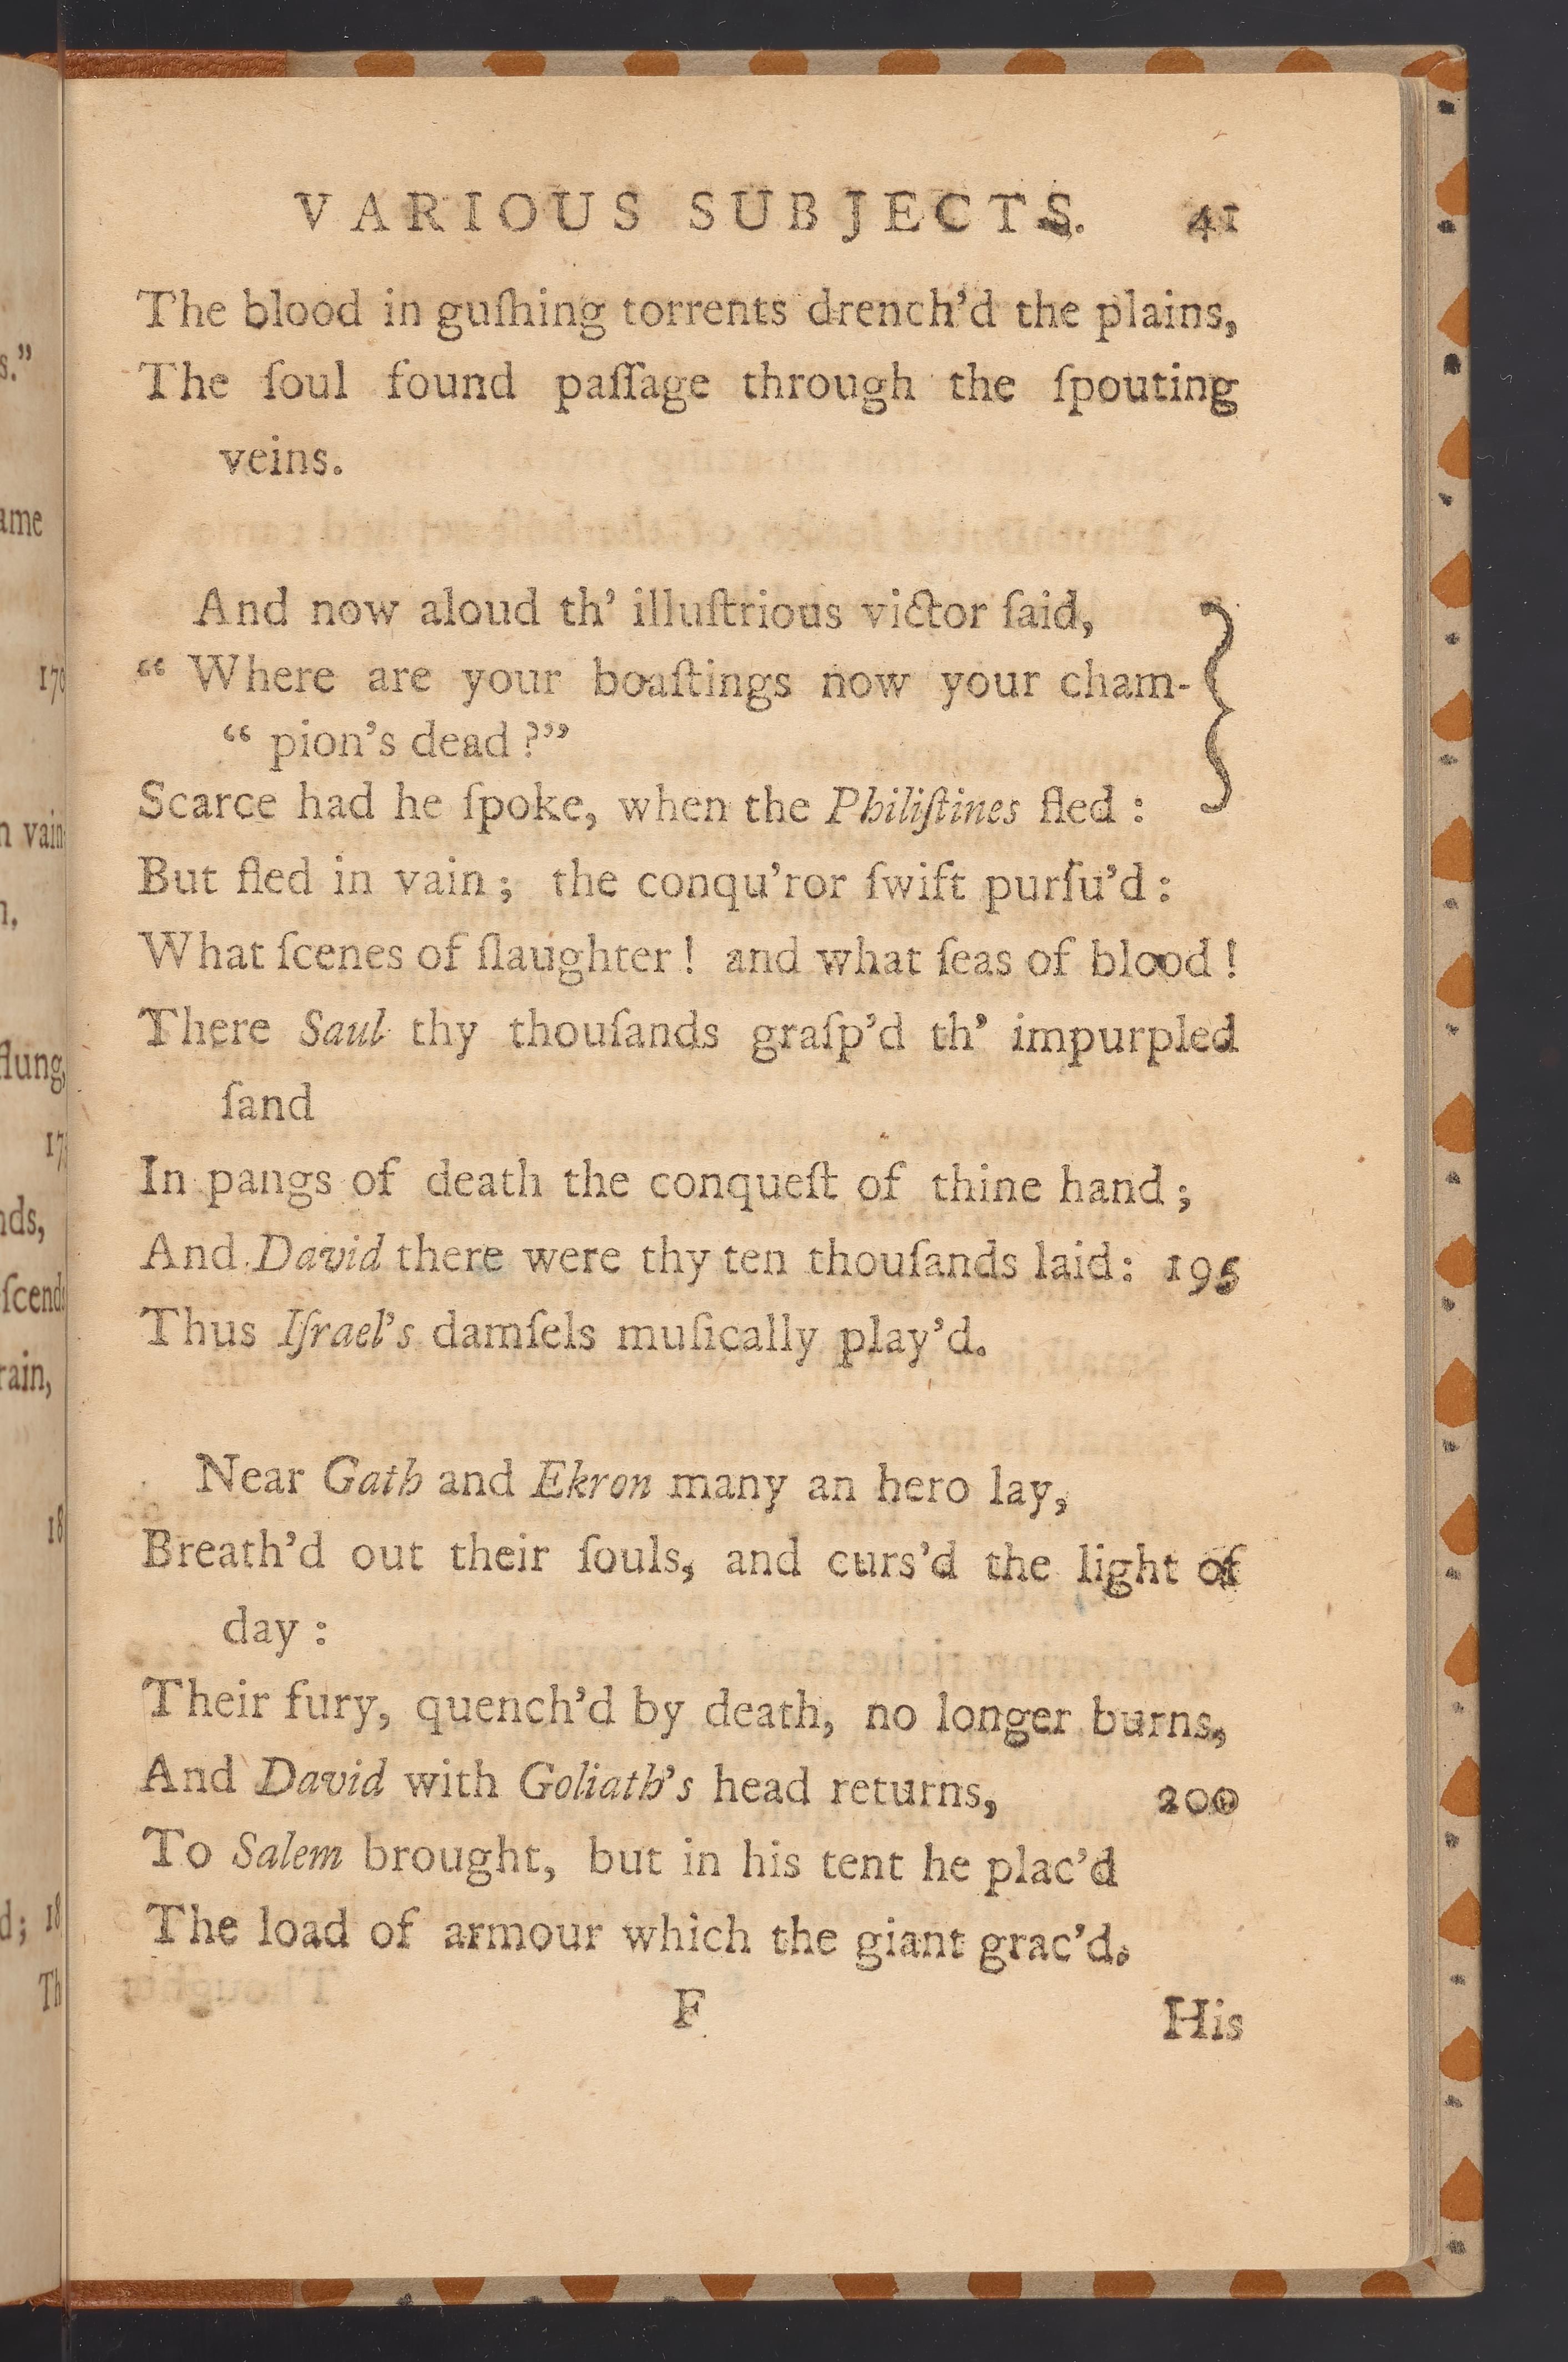 VARIOUS SUBJECTS. 41
The blood in guſhing torrents drench'd the plains,
The ſoul found paſſage through the ſpouting
veins.
And now aloud th' illuſtrious victor ſaid,
“ Where are your boaſtings now your cham-
“ pion's dead ?”
Scarce had he ſpoke, when the Philiſtines fled :
But fled in vain ; the conqu'ror ſwift purſu'd :
What ſcenes of ſlaughter ! and what ſeas of blood !
There Saul thy thouſands graſp'd th' impurpled
ſand
In pangs of death the conqueſt of thine hand ;
And David there were thy ten thouſands laid : 195
Thus Iſrael's damſels muſically play'd.
Near Gath and Ekron many an hero lay,
Breath'd out their ſouls, and curs'd the light of
day :
Their fury, quench'd by death, no longer burns,
And David with Goliath's head returns, 200
To Salem brought, but in his tent he plac'd
The load of armour which the giant grac'd.
F His